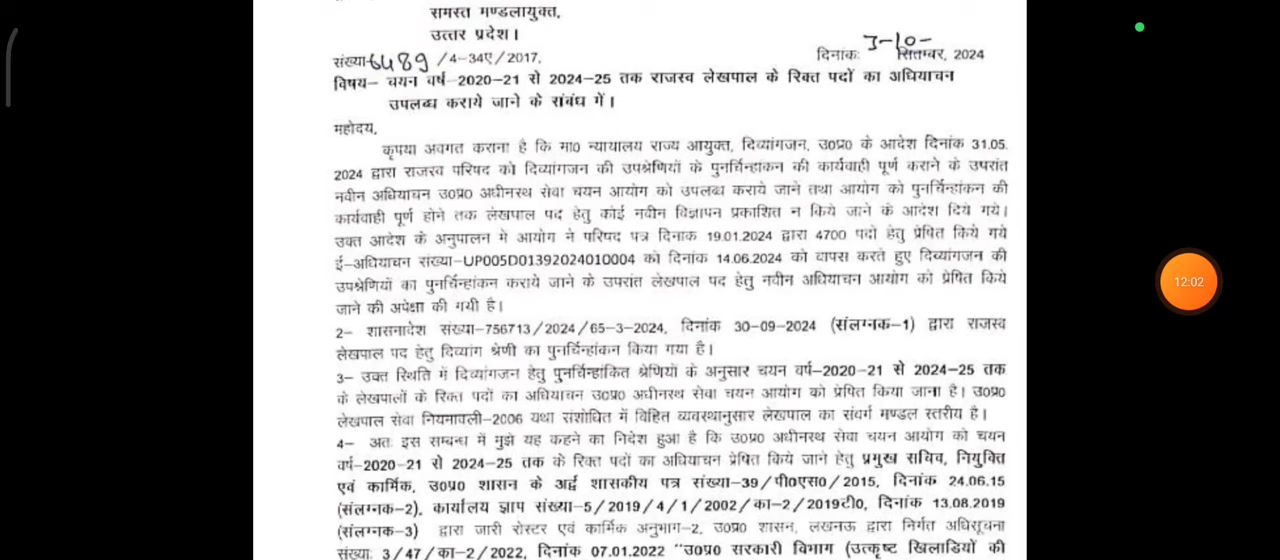 समस्त मण्डलायुक्त,
उत्तर प्रदेश।
संख्या-6489 /4-34ए/2017,
दिनांक: 3-10- सितम्बर, 2024
विषय- चयन वर्ष-2020-21 से 2024-25 तक राजस्व लेखपाल के रिक्त पदों का अधियाचन
उपलब्ध कराये जाने के संबंध में।
महोदय,
कृपया अवगत कराना है कि मा0 न्यायालय राज्य आयुक्त, दिव्यांगजन, उ0प्र0 के आदेश दिनांक 31.05.
2024 द्वारा राजस्व परिषद को दिव्यांगजन की उपश्रेणियों के पुनर्चिन्हांकन की कार्यवाही पूर्ण कराने के उपरांत
नवीन अधियाचन उ0प्र0 अधीनस्थ सेवा चयन आयोग को उपलब्ध कराये जाने तथा आयोग को पुनर्चिन्हांकन की
कार्यवाही पूर्ण होने तक लेखपाल पद हेतु कोई नवीन विज्ञापन प्रकाशित न किये जाने के आदेश दिये गये।
उक्त आदेश के अनुपालन मे आयोग ने परिषद पत्र दिनाक 19.01.2024 द्वारा 4700 पदो हेतु प्रेषित किये गये
ई-अधियाचन संख्या-UP005D01392024010004 को दिनांक 14.06.2024 को वापस करते हुए दिव्यांगजन की
उपश्रेणियों का पुनर्चिन्हांकन कराये जाने के उपरांत लेखपाल पद हेतु नवीन अधियाचन आयोग को प्रेषित किये
जाने की अपेक्षा की गयी है।
2- शासनादेश संख्या-756713/2024/65-3-2024, दिनांक 30-09-2024 (संलग्नक-1) द्वारा राजस्व
लेखपाल पद हेतु दिव्यांग श्रेणी का पुनर्चिन्हांकन किया गया है।
3- उक्त स्थिति में दिव्यांगजन हेतु पुनर्चिन्हांकित श्रेणियों के अनुसार चयन वर्ष-2020-21 से 2024-25 तक
के लेखपालों के रिक्त पदों का अधियाचन उ0प्र0 अधीनस्थ सेवा चयन आयोग को प्रेषित किया जाना है। उ0प्र0
लेखपाल सेवा नियमावली-2006 यथा संशोधित में विहित व्यवस्थानुसार लेखपाल का संवर्ग मण्डल स्तरीय है।
4- अतः इस सम्बन्ध में मुझे यह कहने का निदेश हुआ है कि उ0प्र0 अधीनस्थ सेवा चयन आयोग को चयन
वर्ष-2020-21 से 2024-25 तक के रिक्त पदों का अधियाचन प्रेषित किये जाने हेतु प्रमुख सचिव, नियुक्ति
एवं कार्मिक, उ0प्र0 शासन के अर्द्ध शासकीय पत्र संख्या-39/पी0एस0/2015, दिनांक 24.06.15
(संलग्नक-2), कार्यालय ज्ञाप संख्या-5/2019/4/1/2002/का-2/2019टी0, दिनांक 13.08.2019
(संलग्नक-3) द्वारा जारी रोस्टर एवं कार्मिक अनुभाग-2, उ0प्र0 शासन, लखनऊ द्वारा निर्गत अधिसूचना
संख्या: 3/47/का-2/2022, दिनांक 07.01.2022 "उ0प्र0 सरकारी विभाग (उत्कृष्ट खिलाडियों की
12:02